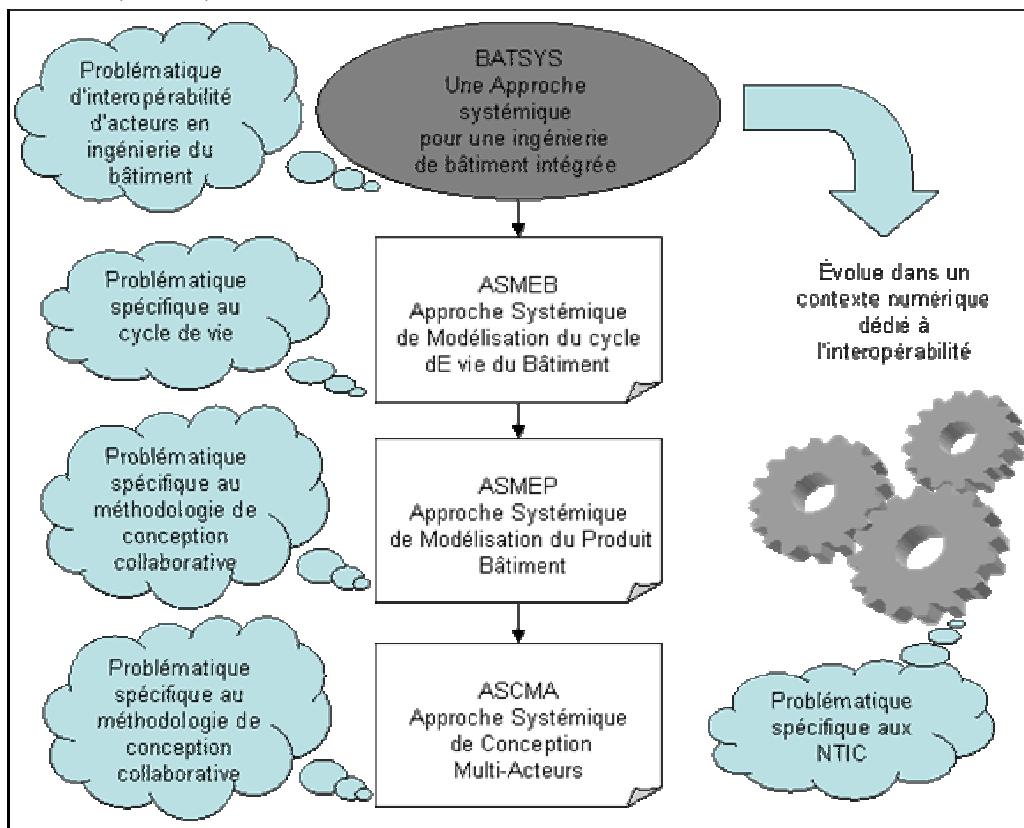 Problématique
d'interopérabilité
d'acteurs en
ingénierie du
bâtiment
BATSYS
Une Approche
systémique
pour une ingénierie
de bâtiment intégrée
Problématique
spécifique au
cycle de vie
ASMEB
Approche Systémique
de Modélisation du cycle
dE vie du Bâtiment
Évolue dans un
contexte numérique
dédié à
l'interopérabilité
Problématique
spécifique au
méthodologie de
conception
collaborative
ASMEP
Approche Systémique
de Modélisation du Produit
Bâtiment
Problématique
spécifique au
méthodologie de
conception
collaborative
ASCMA
Approche Systémique
de Conception
Multi-Acteurs
Problématique
spécifique aux
NTIC